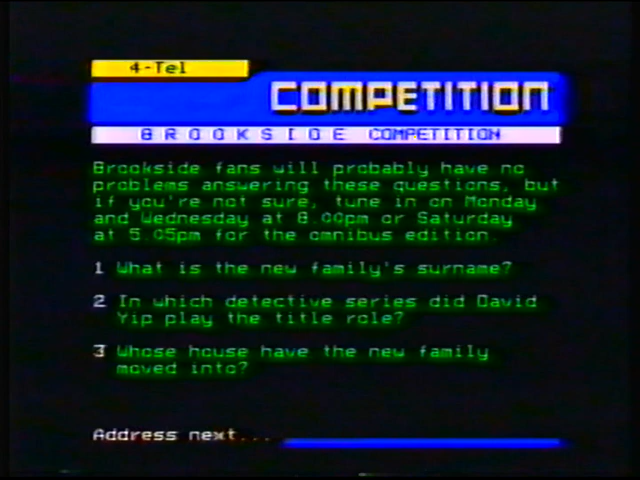 4-Tel
COMPETITION
BROOKSIDE COMPETITION
Brookside fans will probably have no
problems answering these questions, but
if you're not sure, tune in on Monday
and Wednesday at 8.00pm or Saturday
at 5.05pm for the omnibus edition.
1 What is the new family's surname?
2 In which detective series did David
Yip play the title role?
3 Whose house have the new family
moved into?
Address next...